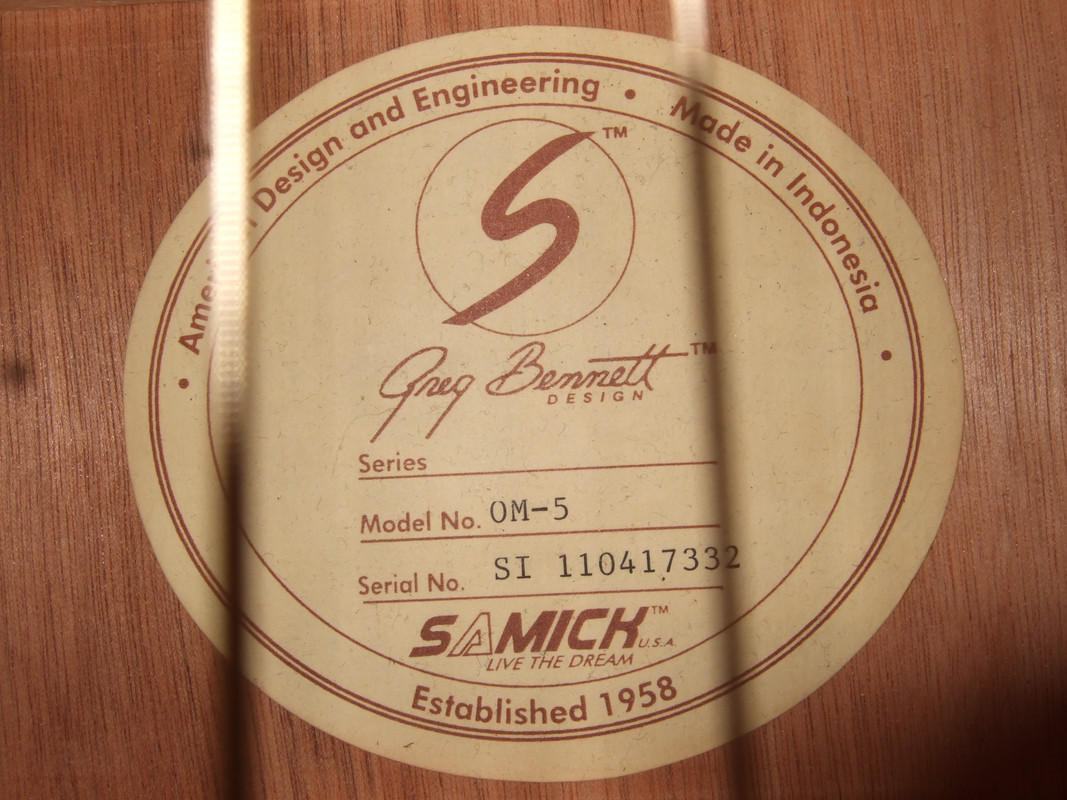 Design and Engineering • Made in Indonesia
S™
Greg Bennett™
DESIGN
Series
Model No. OM-5
Serial No. SI 110417332
SAMICK™
U.S.A.
LIVE THE DREAM
Established 1958